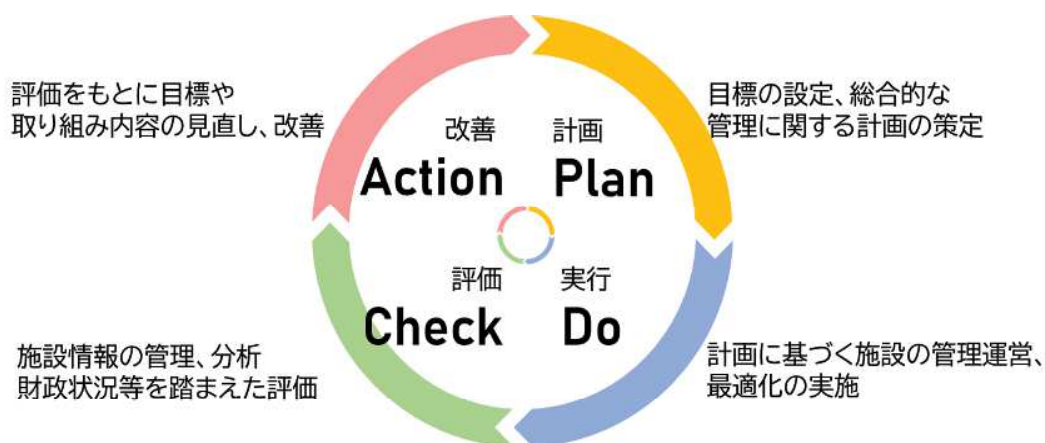 評価をもとに目標や
取り組み内容の見直し、改善
改善
Action
計画
Plan
目標の設定、総合的な
管理に関する計画の策定
施設情報の管理、分析
財政状況等を踏まえた評価
評価
Check
実行
Do
計画に基づく施設の管理運営、
最適化の実施